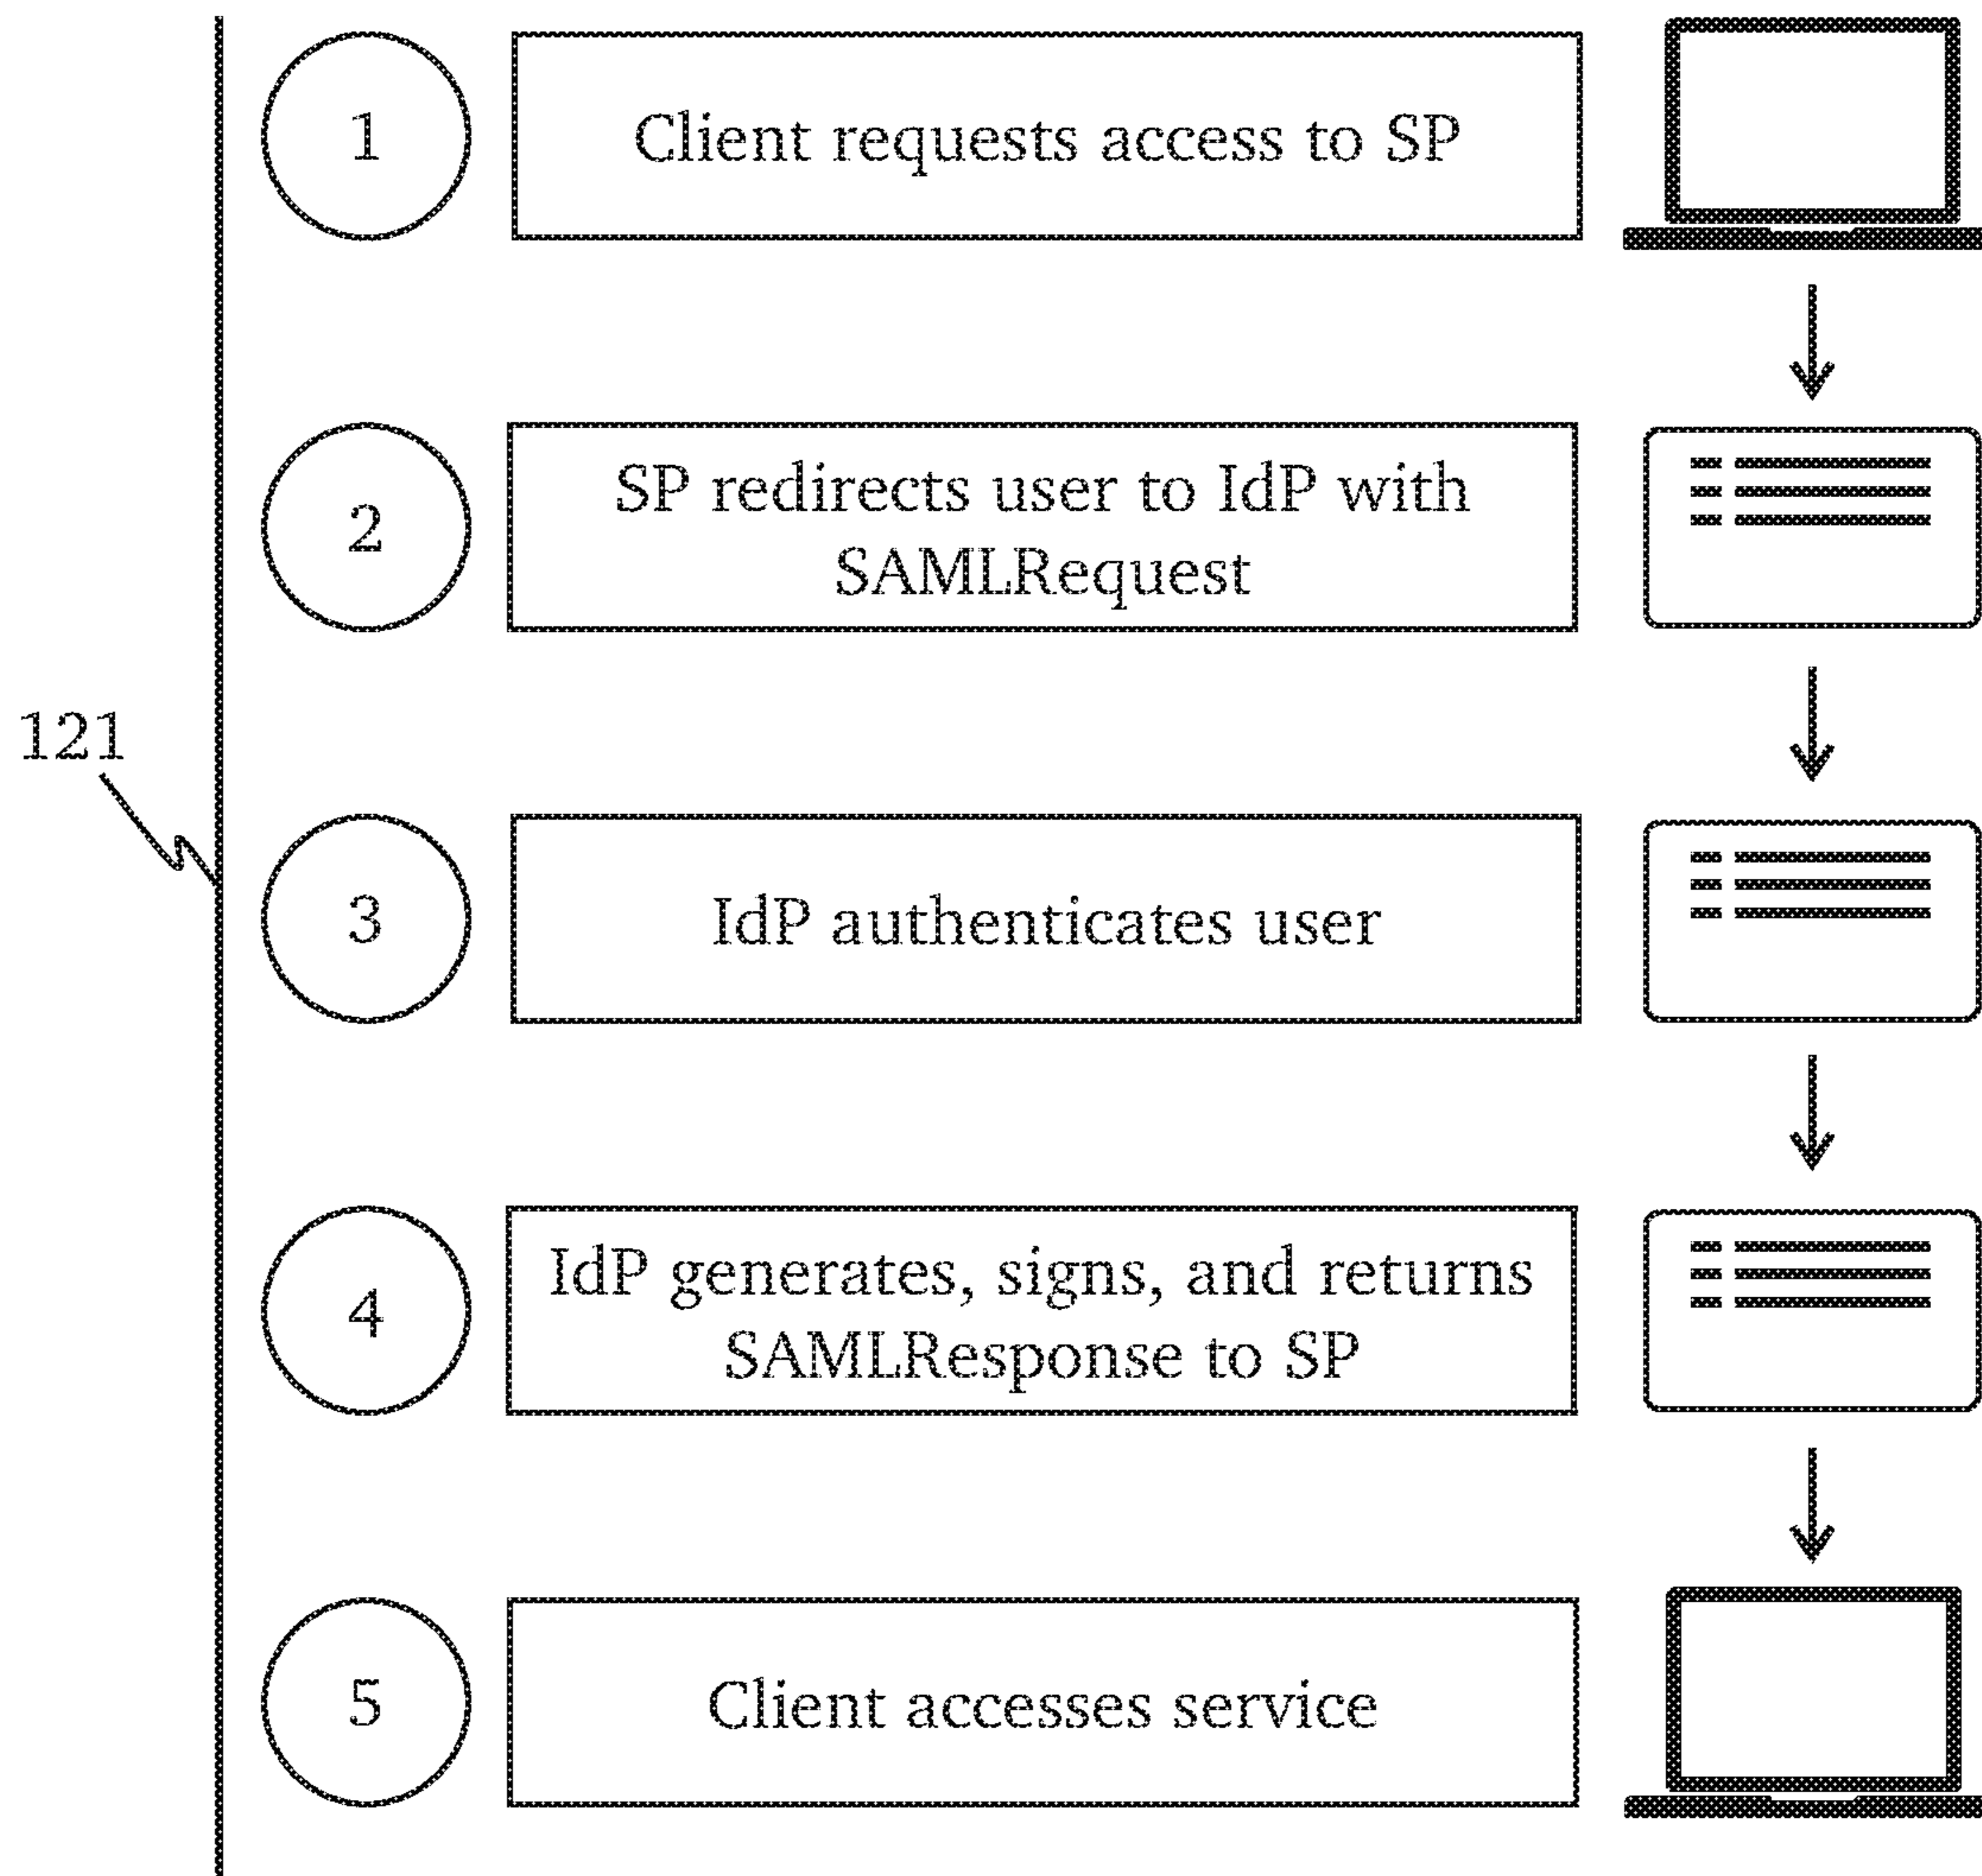 1
Client requests access to SP
2
SP redirects user to IdP with
SAMLRequest
121
3
IdP authenticates user
4
IdP generates, signs, and returns
SAMLResponse to SP
5
Client accesses service